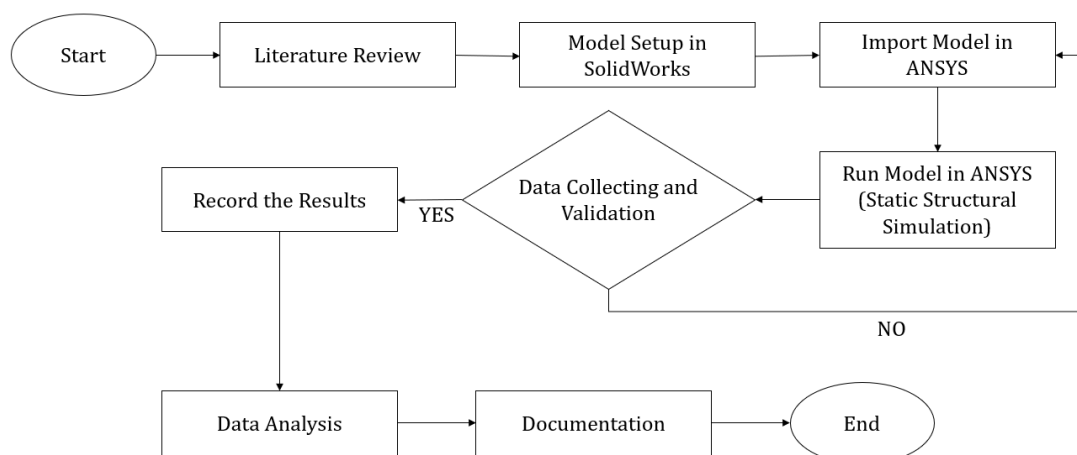 Start
Literature Review
Model Setup in
SolidWorks
Import Model in
ANSYS
Run Model in ANSYS
(Static Structural
Simulation)
Data Collecting and
Validation
YES
NO
Record the Results
Data Analysis
Documentation
End